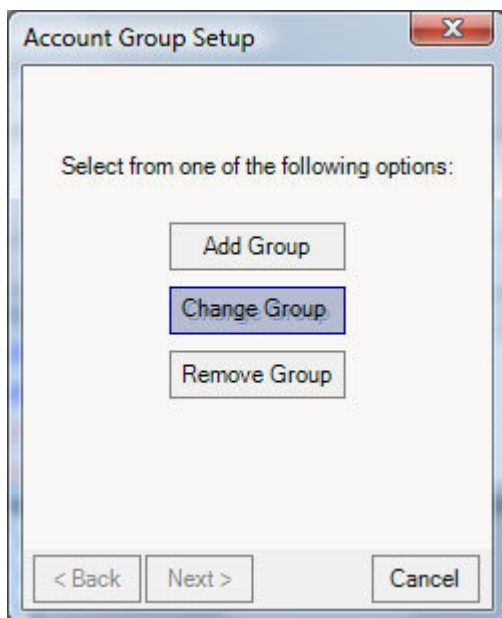 Account Group Setup
Select from one of the following options:
Add Group
Change Group
Remove Group
< Back Next > Cancel